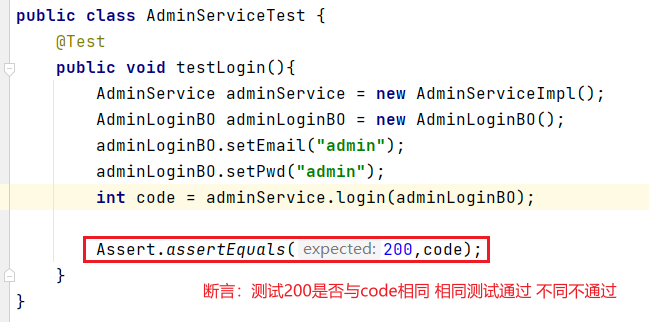 public class AdminServiceTest {
@Test
public void testLogin(){
AdminService adminService = new AdminServiceImpl();
AdminLoginBO adminLoginBO = new AdminLoginBO();
adminLoginBO.setEmail("admin");
adminLoginBO.setPwd("admin");
int code = adminService.login(adminLoginBO);
Assert.assertEquals( expected: 200,code);
}
断言：测试200是否与code相同 相同测试通过 不同不通过
}